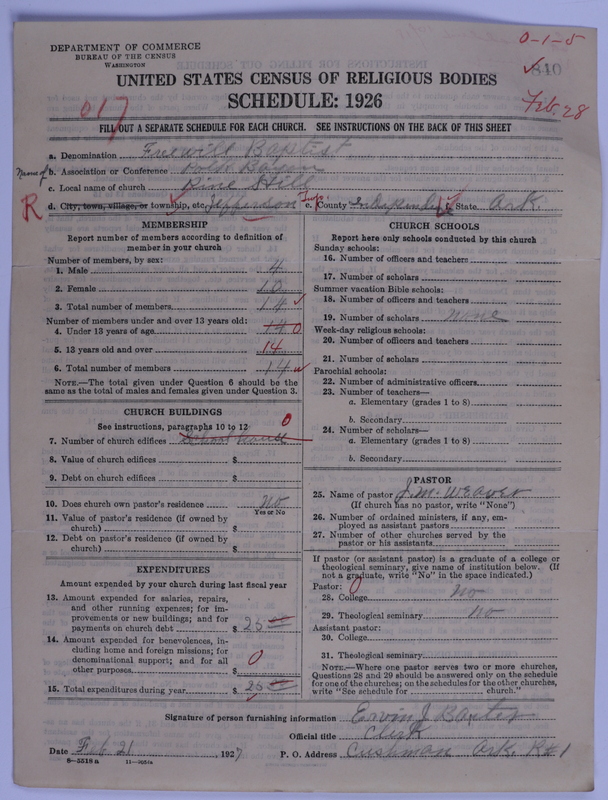 0-1-5
DEPARTMENT OF COMMERCE
BUREAU OF THE CENSUS
WASHINGTON
840
UNITED STATES CENSUS OF RELIGIOUS BODIES
SCHEDULE: 1926
Feb. 28
017
FILL OUT A SEPARATE SCHEDULE FOR EACH CHURCH. SEE INSTRUCTIONS ON THE BACK OF THIS SHEET
a. Denomination Freewill Baptist
Name of b. Association or Conference
c. Local name of church Pine Hill
R d. City, town, village, or township, etc. Jefferson Twp. e. County Independence State Ark.
MEMBERSHIP
Report number of members according to definition of member in your church
Number of members, by sex:
1. Male 4
2. Female 10
3. Total number of members 14
Number of members under and over 13 years old:
4. Under 13 years of age 14 0
5. 13 years old and over 14
6. Total number of members 14
NOTE.—The total given under Question 6 should be the same as the total of males and females given under Question 3.
CHURCH BUILDINGS
See instructions, paragraphs 10 to 12
7. Number of church edifices 0
8. Value of church edifices $
9. Debt on church edifices $
10. Does church own pastor's residence No
Yes or No
11. Value of pastor's residence (if owned by church) $
12. Debt on pastor's residence (if owned by church) $
EXPENDITURES
Amount expended by your church during last fiscal year
13. Amount expended for salaries, repairs, and other running expences; for improvements or new buildings; and for payments on church debt $ 25
14. Amount expended for benevolences, including home and foreign missions; for denominational support; and for all other purposes $ 0
15. Total expenditures during year $ 25
CHURCH SCHOOLS
Report here only schools conducted by this church
Sunday schools:
16. Number of officers and teachers
17. Number of scholars
Summer vacation Bible schools:
18. Number of officers and teachers
19. Number of scholars None
Week-day religious schools:
20. Number of officers and teachers
21. Number of scholars
Parochial schools:
22. Number of administrative officers
23. Number of teachers—
a. Elementary (grades 1 to 8)
b. Secondary
24. Number of scholars—
a. Elementary (grades 1 to 8)
b. Secondary
PASTOR
25. Name of pastor J. M. Weaver
(If church has no pastor, write "None")
26. Number of ordained ministers, if any, employed as assistant pastors
27. Number of other churches served by the pastor or his assistants
If pastor (or assistant pastor) is a graduate of a college or theological seminary, give name of institution below. (If not a graduate, write "No" in the space indicated.)
Pastor: 0
28. College No
29. Theological seminary No
Assistant pastor:
30. College
31. Theological seminary
NOTE.—Where one pastor serves two or more churches, Questions 28 and 29 should be answered only on the schedule for one of the churches; on the schedules for the other churches, write "See schedule for church."
Signature of person furnishing information Ervin J. Baxter
Official title Clerk
Date Feb. 21 1927 P. O. Address Cushman Ark. R#1
8-5518a